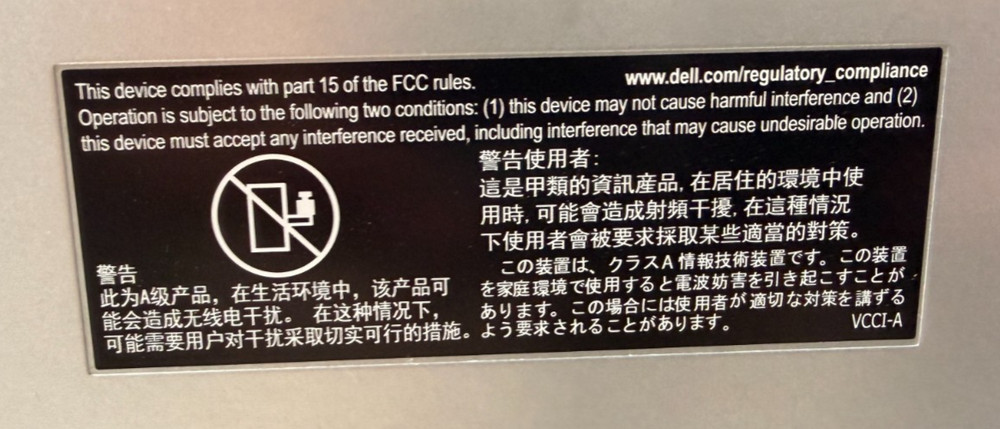 This device complies with part 15 of the FCC rules.
www.dell.com/regulatory_compliance
Operation is subject to the following two conditions: (1) this device may not cause harmful interference and (2)
this device must accept any interference received, including interference that may cause undesirable operation.
警告使用者:
這是甲類的資訊産品, 在居住的環境中使
用時, 可能會造成射頻干擾, 在這種情況
下使用者會被要求採取某些適當的對策。
警告
此为A级产品，在生活环境中，该产品可
能会造成无线电干扰。 在这种情况下，
可能需要用户对干扰采取切实可行的措施。
この装置は、クラスA 情報技術装置です。この装置
を家庭環境で使用すると電波妨害を引き起こすことが
あります。この場合には使用者が適切な対策を講ずる
よう要求されることがあります。
VCCI-A